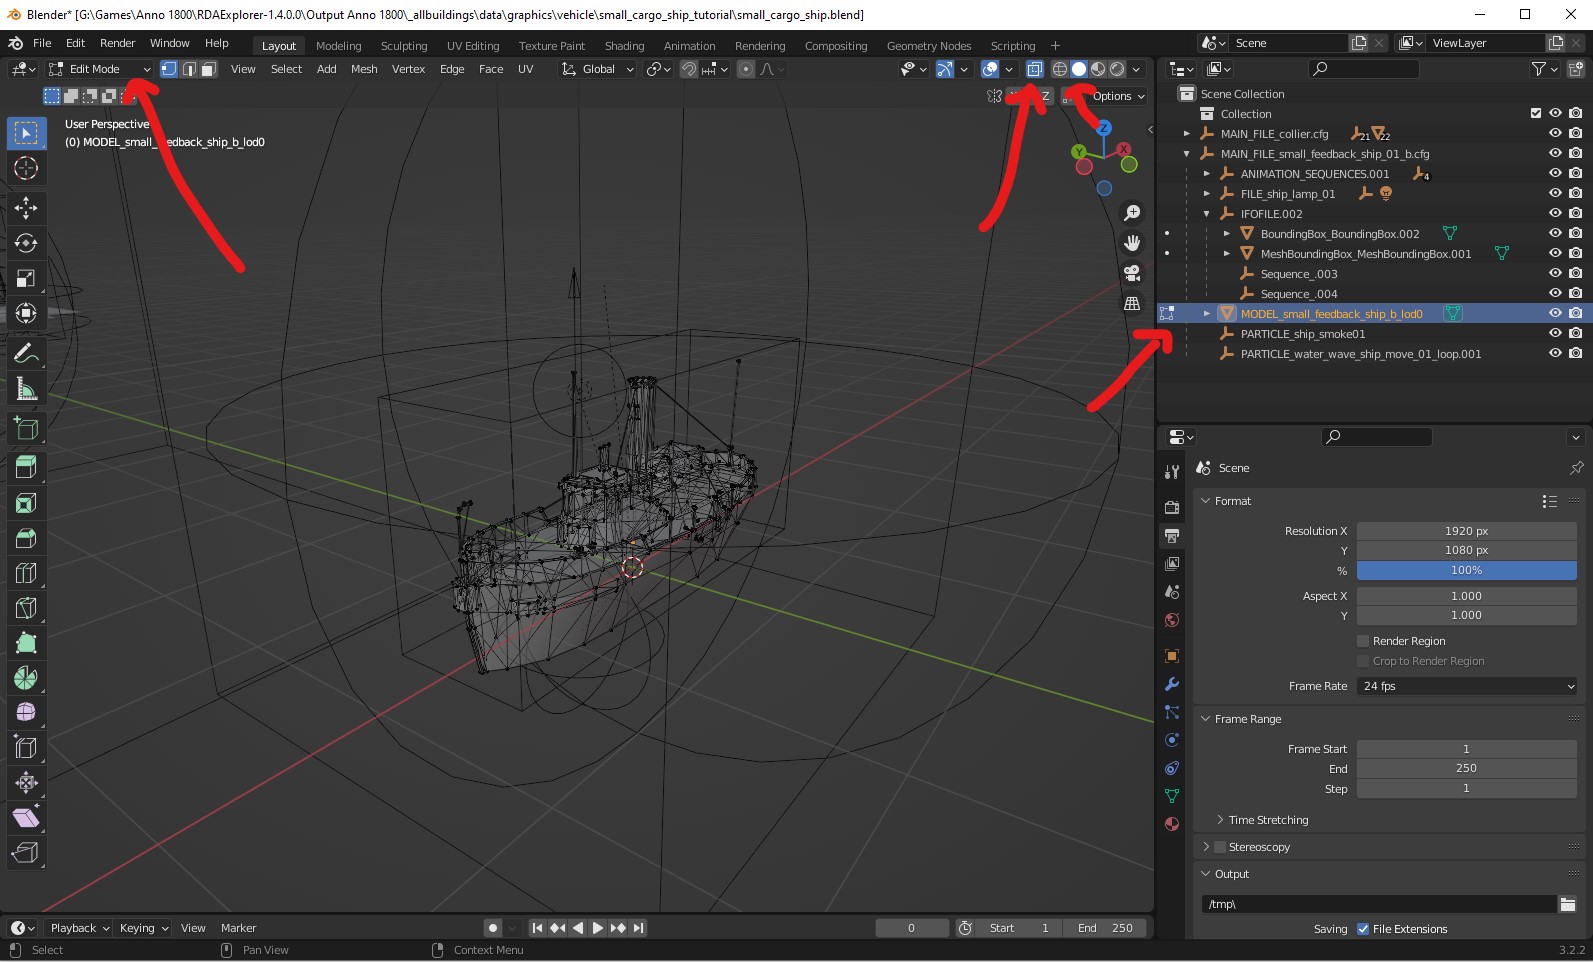 Blender* [G:\Games\Anno 1800\RDAExplorer-1.4.0.0\Output Anno 1800\_allbuildings\data\graphics\vehicle\small_cargo_ship_tutorial\small_cargo_ship.blend]
File Edit Render Window Help Layout Modeling Sculpting UV Editing Texture Paint Shading Animation Rendering Compositing Geometry Nodes Scripting + Scene ViewLayer
Edit Mode View Select Add Mesh Vertex Edge Face UV Global
Z Options
Scene Collection
Collection
MAIN_FILE_collier.cfg 21 22
MAIN_FILE_small_feedback_ship_01_b.cfg
ANIMATION_SEQUENCES.001 4
FILE_ship_lamp_01
IFOFILE.002
BoundingBox_BoundingBox.002
MeshBoundingBox_MeshBoundingBox.001
Sequence_.003
Sequence_.004
MODEL_small_feedback_ship_b_lod0
PARTICLE_ship_smoke01
PARTICLE_water_wave_ship_move_01_loop.001
User Perspective
(0) MODEL_small_feedback_ship_b_lod0
Z
Y
X
Scene
Format
Resolution X 1920 px
Y 1080 px
% 100%
Aspect X 1.000
Y 1.000
Render Region
Crop to Render Region
Frame Rate 24 fps
Frame Range
Frame Start 1
End 250
Step 1
Time Stretching
Stereoscopy
Output
/tmp\
Saving File Extensions
Playback Keying View Marker 0 Start 1 End 250
Select Pan View Context Menu 3.2.2